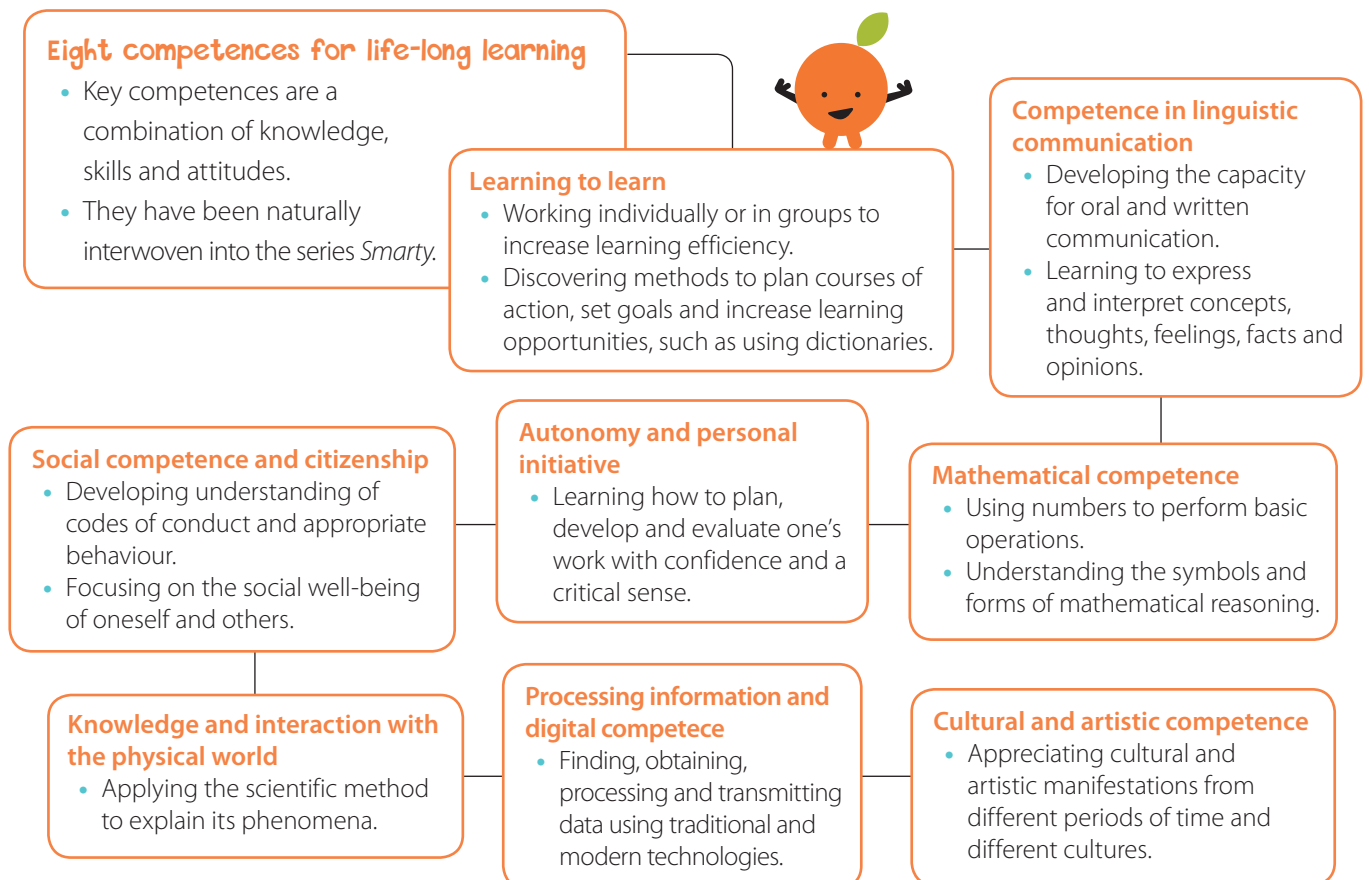 Eight competences for life-long learning
• Key competences are a
combination of knowledge,
skills and attitudes.
• They have been naturally
interwoven into the series Smarty.
Learning to learn
• Working individually or in groups to
increase learning efficiency.
• Discovering methods to plan courses of
action, set goals and increase learning
opportunities, such as using dictionaries.
Competence in linguistic
communication
• Developing the capacity
for oral and written
communication.
• Learning to express
and interpret concepts,
thoughts, feelings, facts and
opinions.
Mathematical competence
• Using numbers to perform basic
operations.
• Understanding the symbols and
forms of mathematical reasoning.
Autonomy and personal
initiative
• Learning how to plan,
develop and evaluate one’s
work with confidence and a
critical sense.
Social competence and citizenship
• Developing understanding of
codes of conduct and appropriate
behaviour.
• Focusing on the social well-being
of oneself and others.
Knowledge and interaction with
the physical world
• Applying the scientific method
to explain its phenomena.
Processing information and
digital competece
• Finding, obtaining,
processing and transmitting
data using traditional and
modern technologies.
Cultural and artistic competence
• Appreciating cultural and
artistic manifestations from
different periods of time and
different cultures.